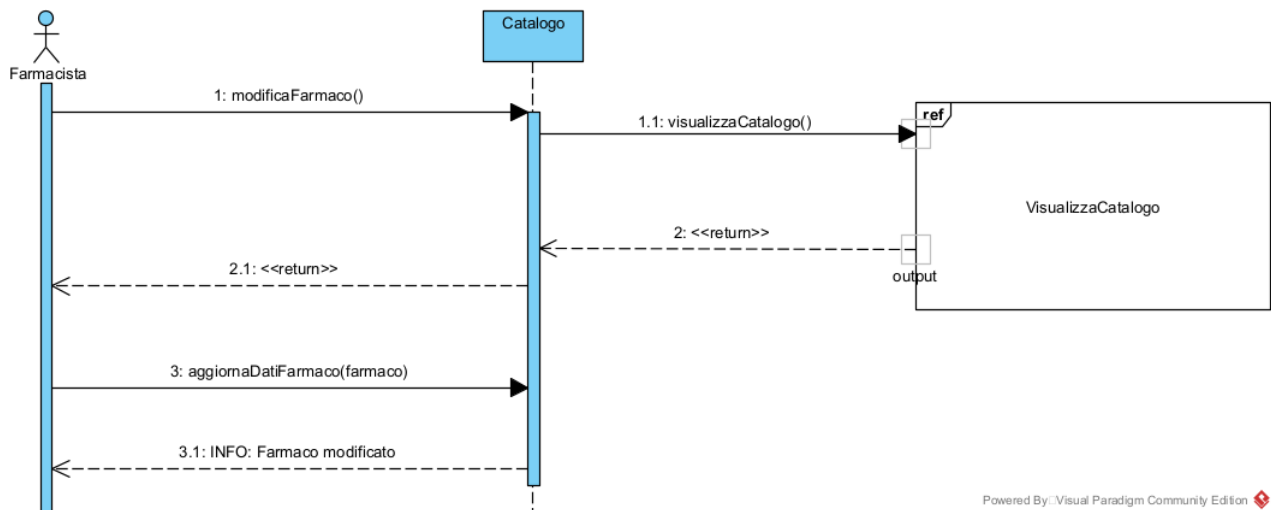 Catalogo
Farmacista
1: modificaFarmaco()
ref
1.1: visualizzaCatalogo()
VisualizzaCatalogo
2: <<return>>
output
2.1: <<return>>
3: aggiornaDatiFarmaco(farmaco)
3.1: INFO: Farmaco modificato
Powered By Visual Paradigm Community Edition